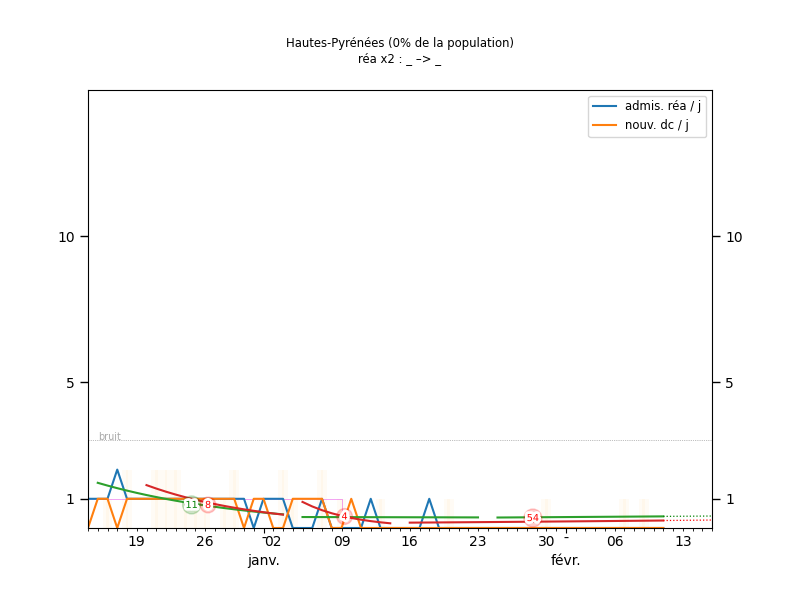 Hautes-Pyrénées (0% de la population)
réa x2 : _ –> _
admis. réa / j
nouv. dc / j
10
10
5
5
bruit
1
1
11
8
4
54
19
26
02
09
16
23
30
06
13
janv.
févr.